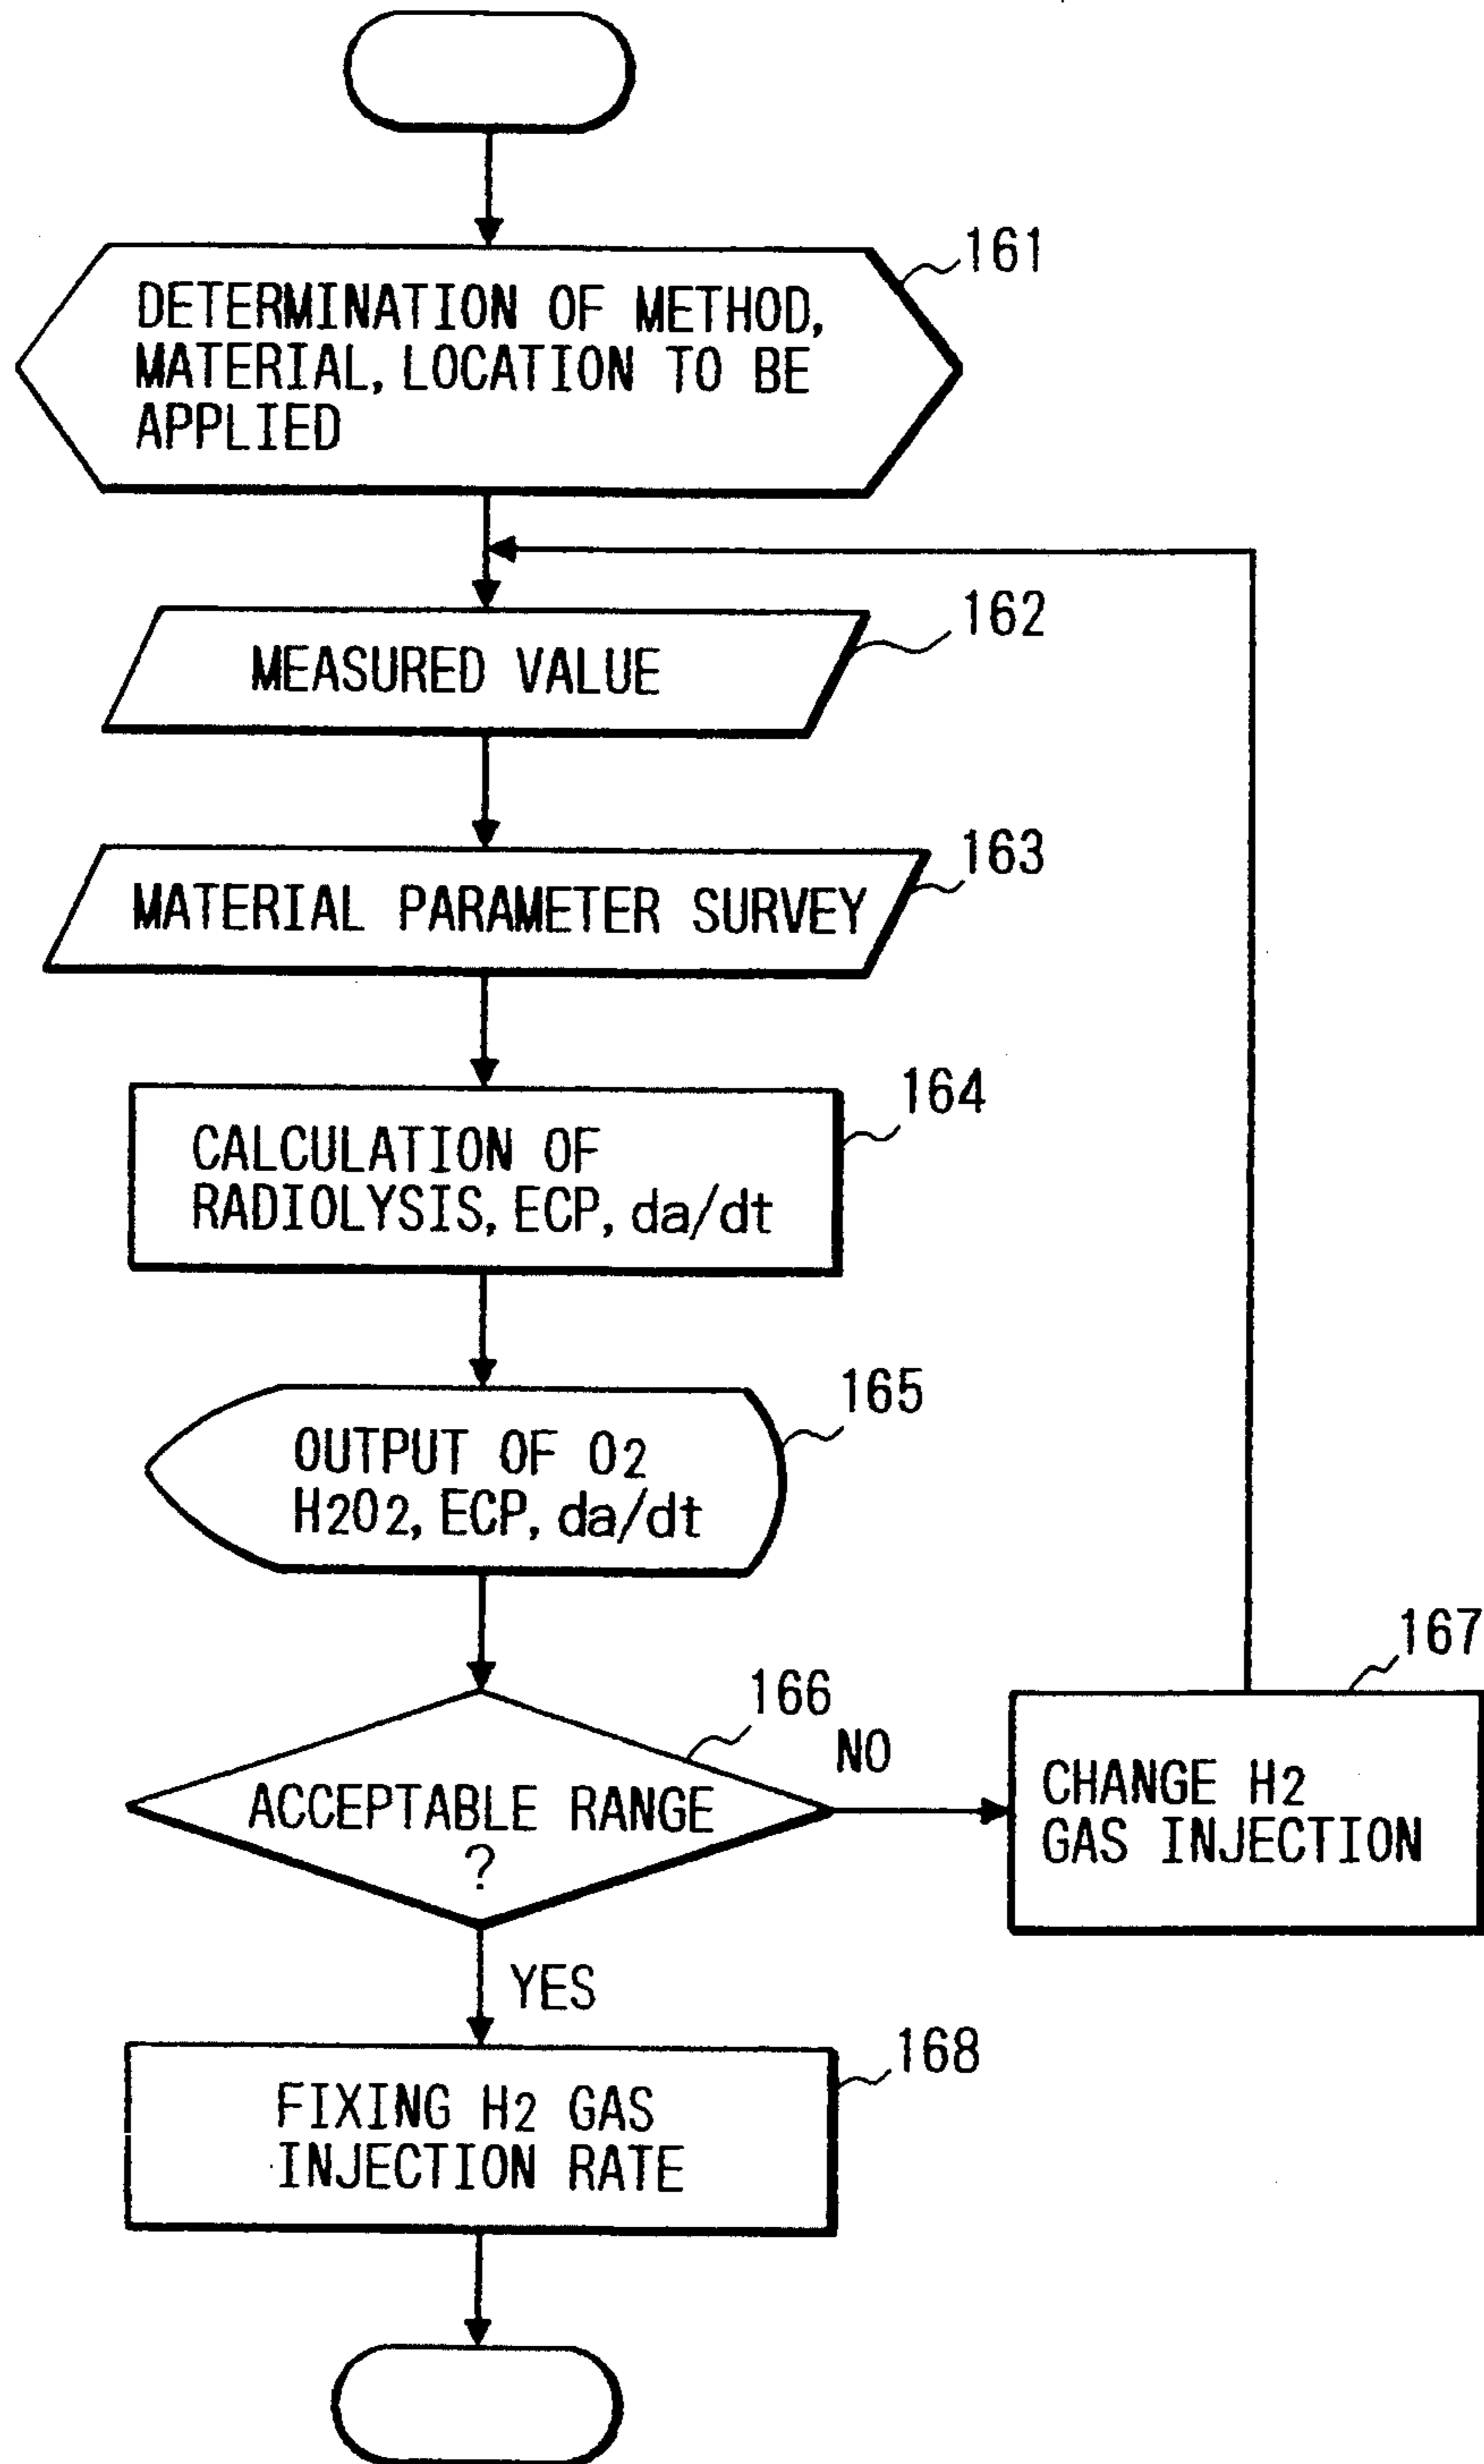 161
DETERMINATION OF METHOD,
MATERIAL, LOCATION TO BE
APPLIED
162
MEASURED VALUE
163
MATERIAL PARAMETER SURVEY
164
CALCULATION OF
RADIOLYSIS, ECP, da/dt
165
OUTPUT OF O2
H2O2, ECP, da/dt
166
ACCEPTABLE RANGE
?
NO
167
CHANGE H2
GAS INJECTION
YES
168
FIXING H2 GAS
INJECTION RATE